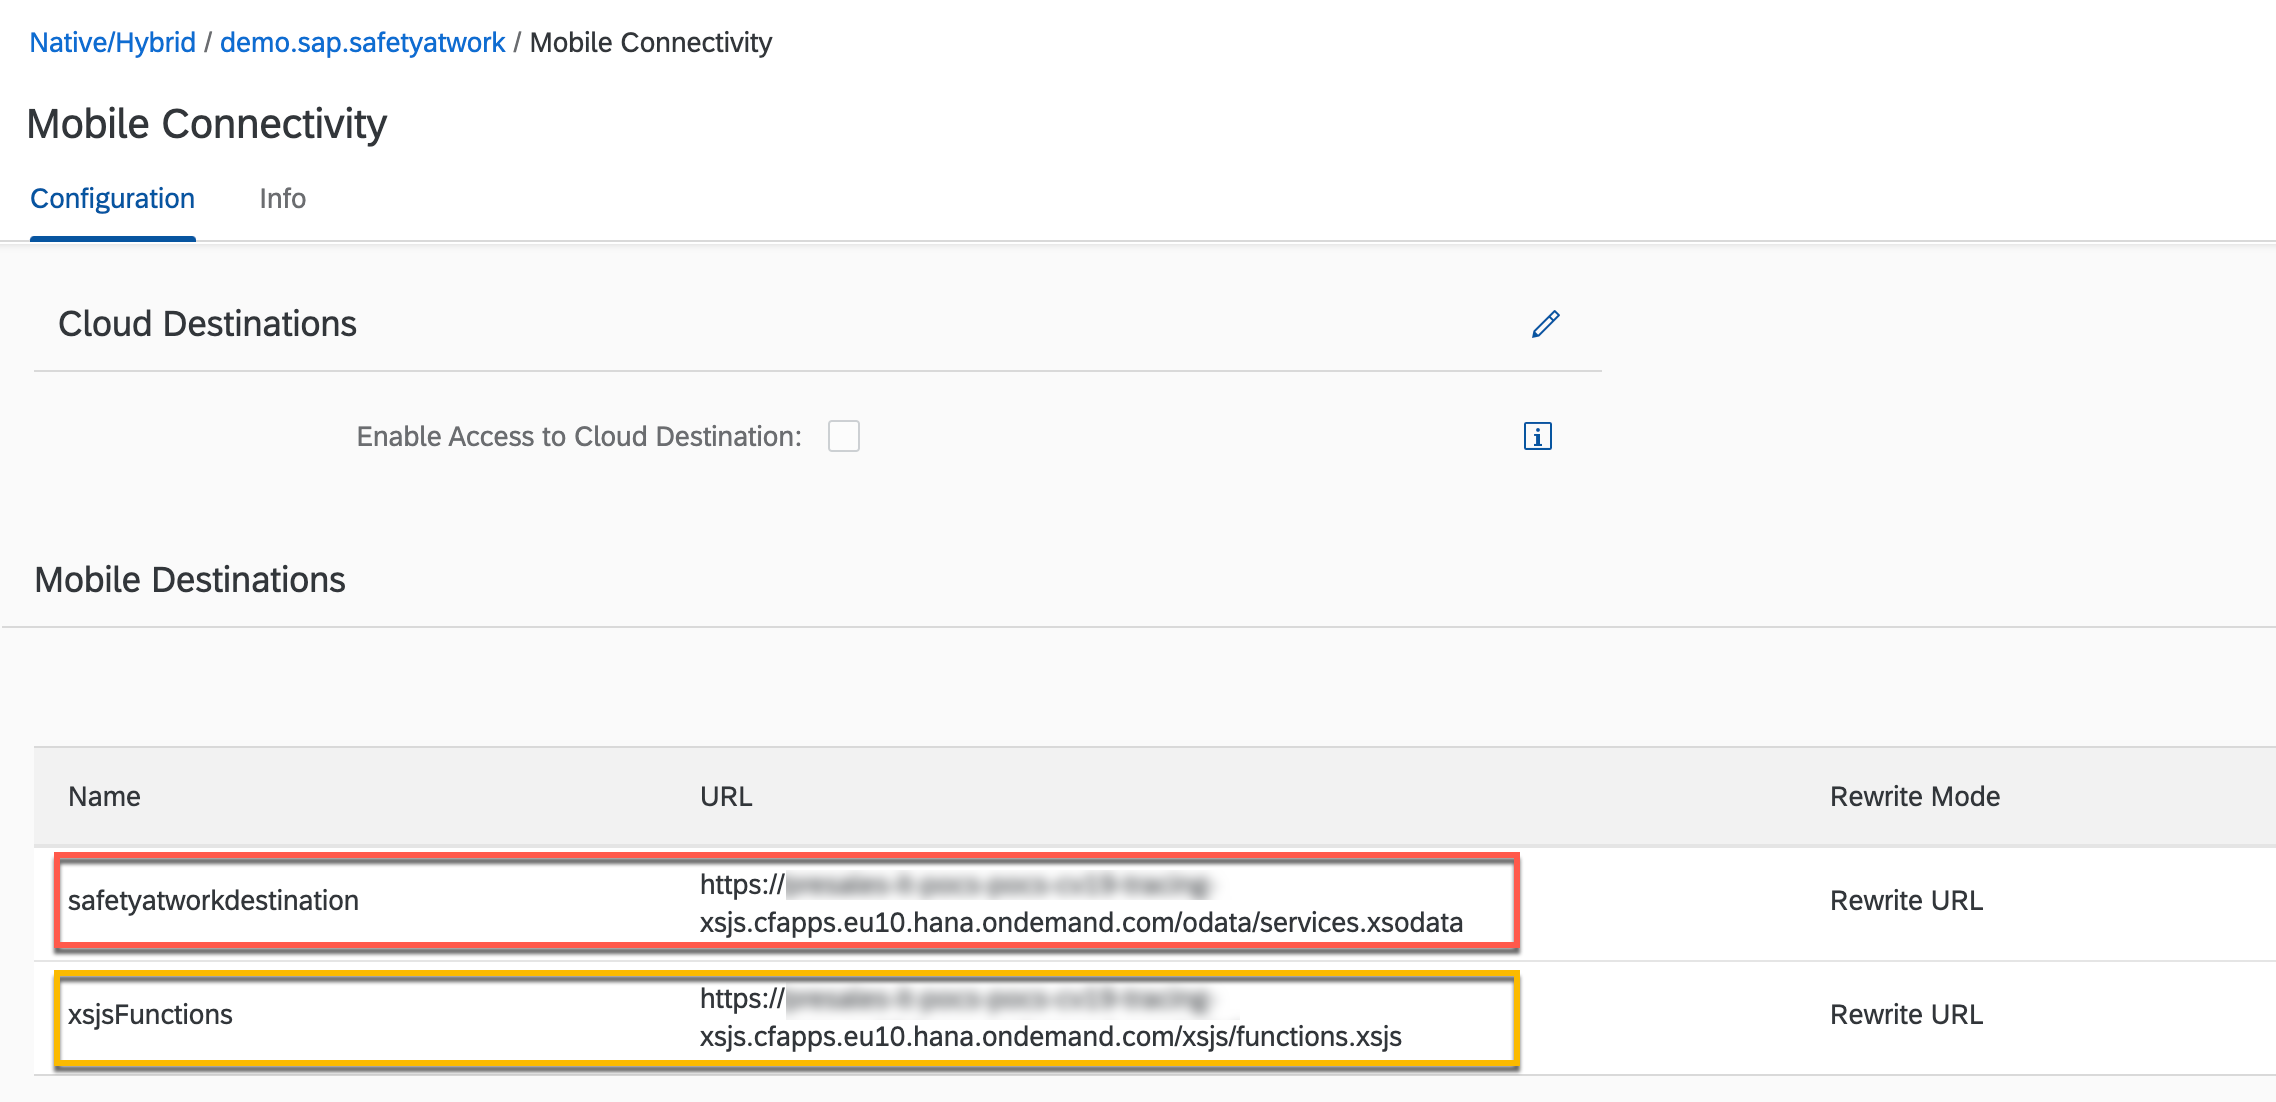 Native/Hybrid / demo.sap.safetyatwork / Mobile Connectivity
Mobile Connectivity
Configuration Info
Cloud Destinations
Enable Access to Cloud Destination:
Mobile Destinations
Name URL Rewrite Mode
safetyatworkdestination https://
xsjs.cfapps.eu10.hana.ondemand.com/odata/services.xsodata Rewrite URL
xsjsFunctions https://
xsjs.cfapps.eu10.hana.ondemand.com/xsjs/functions.xsjs Rewrite URL